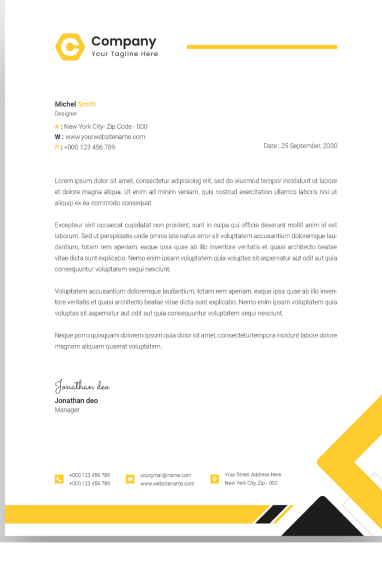 Company
Your Tagline Here
Michel Smith
Designer
A : New York City- Zip Code - 000
W : www.yourwebname.com
P : +000 123 456 789
Date : 25 September, 2030
Lorem ipsum dolor sit amet, consectetur adipisicing elit, sed do eiusmod tempor incididunt ut labore
et dolore magna aliqua. Ut enim ad minim veniam, quis nostrud exercitation ullamco laboris nisi ut
aliquip ex ea commodo consequat.
Excepteur sint occaecat cupidatat non proident, sunt in culpa qui officia deserunt mollit anim id est
laborum. Sed ut perspiciatis unde omnis iste natus error sit voluptatem accusantium doloremque lau-
dantium, totam rem aperiam, eaque ipsa quae ab illo inventore veritatis et quasi architecto beatae
vitae dicta sunt explicabo. Nemo enim ipsam voluptatem quia voluptas sit aspernatur aut odit aut quia
consequuntur voluptatem sequi nesciunt.
Voluptatem accusantium doloremque laudantium, totam rem aperiam, eaque ipsa quae ab illo inven-
tore veritatis et quasi architecto beatae vitae dicta sunt explicabo. Nemo enim ipsam voluptatem quia
voluptas sit aspernatur aut odit aut quia consequuntur voluptatem sequi nesciunt.
Neque porro quisquam dolorem ipsum quia dolor sit amet, consecteturtempora incidunt labore dolore
magnam aliquam quaerat voluptatem.
Jonathan deo
Jonathan deo
Manager
+000 123 456 789
+000 123 456 789
yourgmail@name.com
www.websitename.com
Your Street Address Here
New York City, Zip - 000